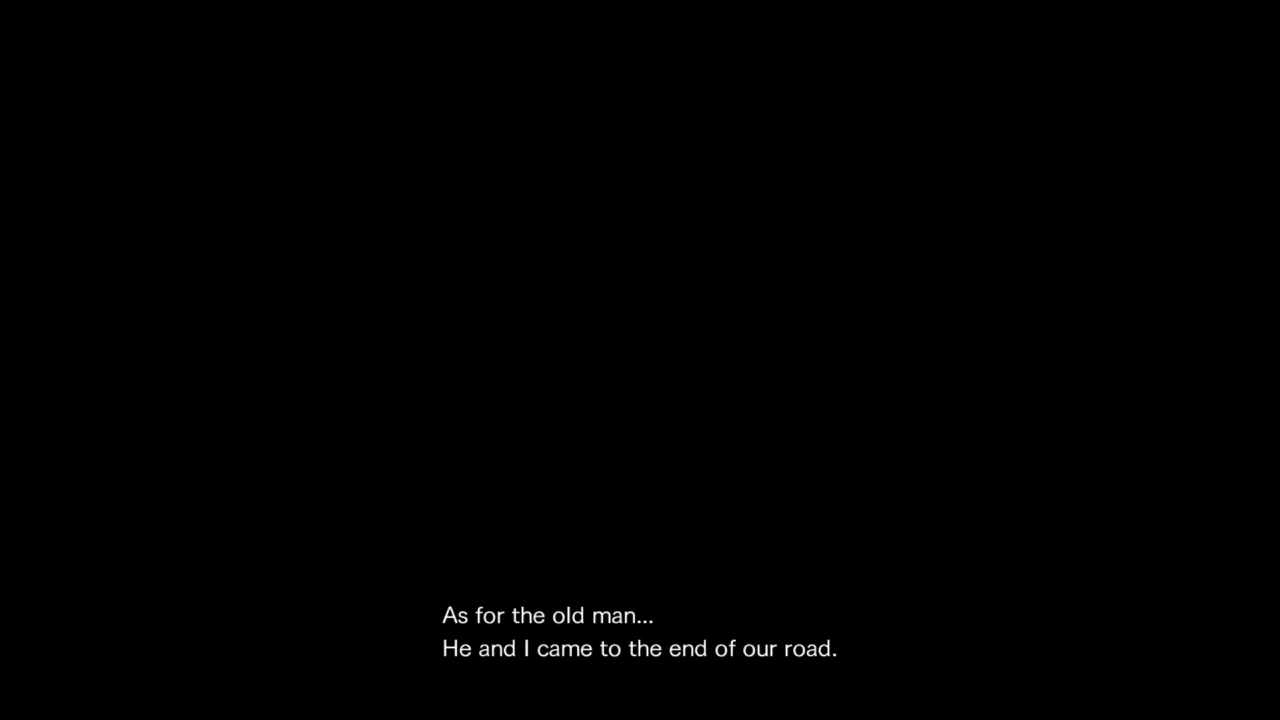 As for the old man...
He and I came to the end of our road.